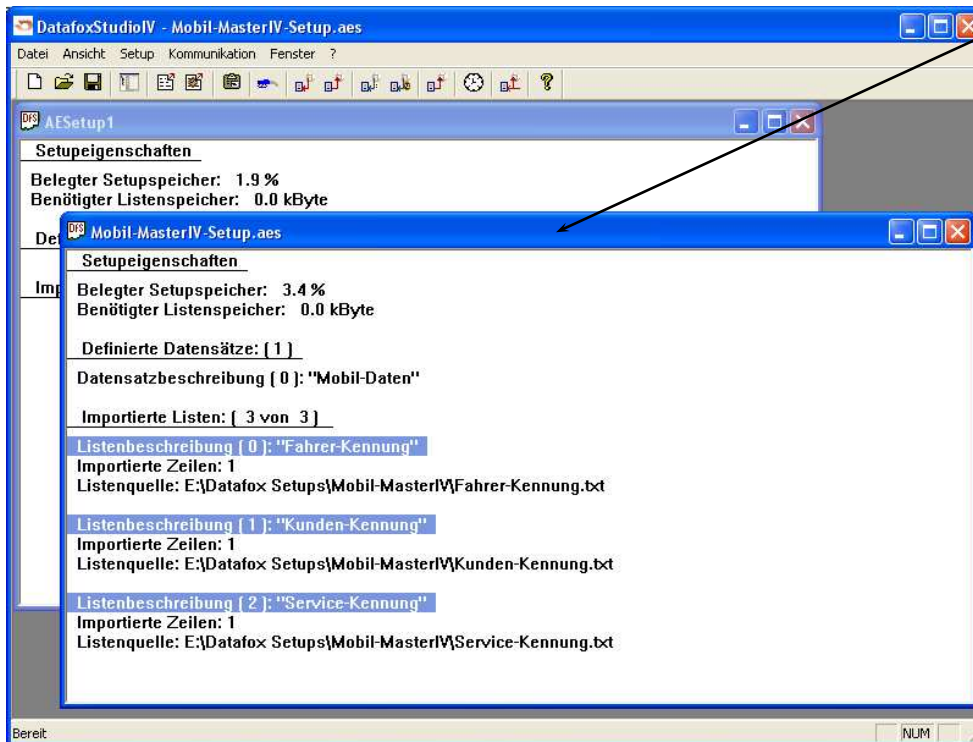 DatafoxStudioIV - Mobil-MasterIV-Setup.aes
Datei Ansicht Setup Kommunikation Fenster ?
DFS AESetup1
Setupeigenschaften
Belegter Setupspeicher: 1.9 %
Benötigter Listenspeicher: 0.0 kByte
Def
Imp
DFS Mobil-MasterIV-Setup.aes
Setupeigenschaften
Belegter Setupspeicher: 3.4 %
Benötigter Listenspeicher: 0.0 kByte
Definierte Datensätze: ( 1 )
Datensatzbeschreibung ( 0 ): "Mobil-Daten"
Importierte Listen: ( 3 von 3 )
Listenbeschreibung ( 0 ): "Fahrer-Kennung"
Importierte Zeilen: 1
Listenquelle: E:\Datafox Setups\Mobil-MasterIV\Fahrer-Kennung.txt
Listenbeschreibung ( 1 ): "Kunden-Kennung"
Importierte Zeilen: 1
Listenquelle: E:\Datafox Setups\Mobil-MasterIV\Kunden-Kennung.txt
Listenbeschreibung ( 2 ): "Service-Kennung"
Importierte Zeilen: 1
Listenquelle: E:\Datafox Setups\Mobil-MasterIV\Service-Kennung.txt
Bereit NUM